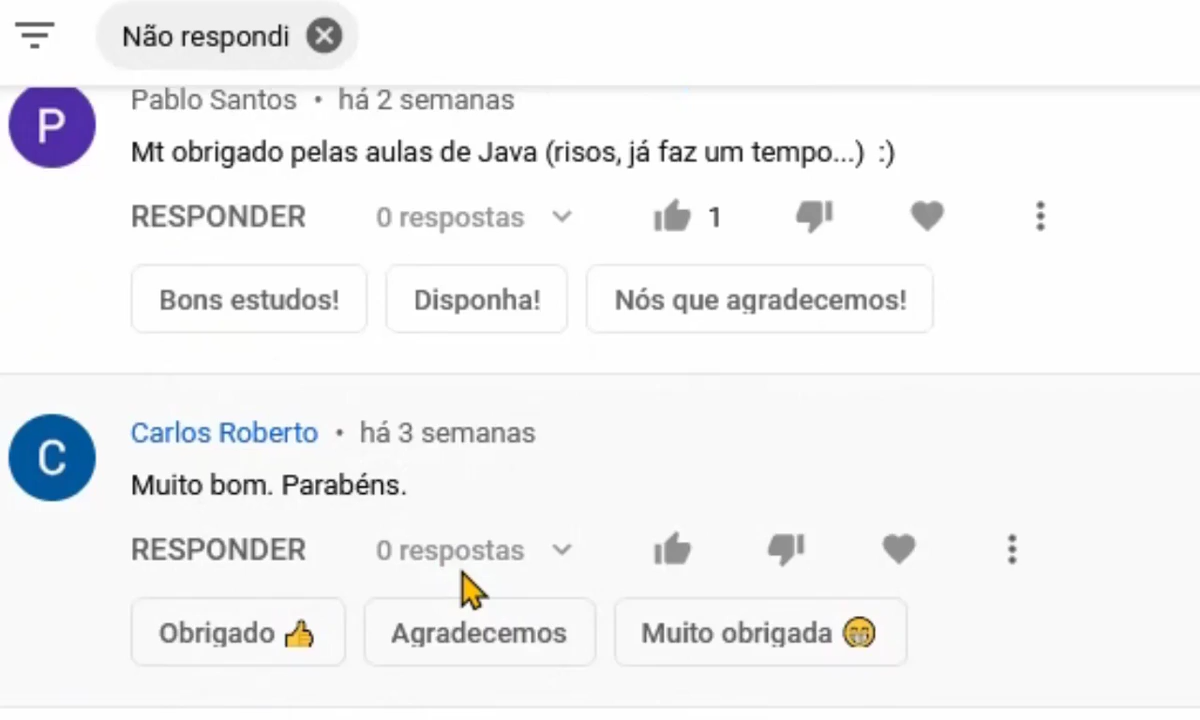 Não respondi
P
Pablo Santos • há 2 semanas
Mt obrigado pelas aulas de Java (risos, já faz um tempo...) :)
RESPONDER 0 respostas 1
Bons estudos! Disponha! Nós que agradecemos!
C
Carlos Roberto • há 3 semanas
Muito bom. Parabéns.
RESPONDER 0 respostas
Obrigado 👍 Agradecemos Muito obrigada 😁